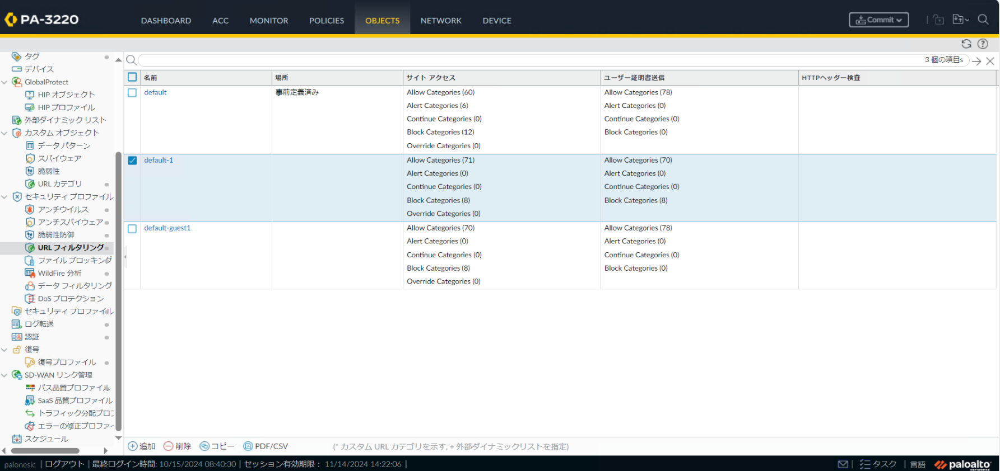 PA-3220
DASHBOARD ACC MONITOR POLICIES OBJECTS NETWORK DEVICE
Commit
タグ
デバイス
GlobalProtect
HIP オブジェクト
HIP プロファイル
外部ダイナミック リスト
カスタム オブジェクト
データ パターン
スパイウェア
脆弱性
URL カテゴリ
セキュリティ プロファイル
アンチウイルス
アンチスパイウェア
脆弱性防御
URL フィルタリング
ファイル ブロッキング
WildFire 分析
データ フィルタリング
DoS プロテクション
セキュリティ プロファイル
ログ転送
認証
復号
復号プロファイル
SD-WAN リンク管理
パス品質プロファイル
SaaS 品質プロファイル
トラフィック分配プロ
エラーの修正プロファ
スケジュール
3 個の項目s
名前 場所 サイト アクセス ユーザー証明書送信 HTTPヘッダー検査
default 事前定義済み Allow Categories (60) Allow Categories (78)
Alert Categories (6) Alert Categories (0)
Continue Categories (0) Continue Categories (0)
Block Categories (12) Block Categories (0)
Override Categories (0)
default-1 Allow Categories (71) Allow Categories (70)
Alert Categories (0) Alert Categories (0)
Continue Categories (0) Continue Categories (0)
Block Categories (8) Block Categories (8)
Override Categories (0)
default-guest1 Allow Categories (70) Allow Categories (78)
Alert Categories (0) Alert Categories (0)
Continue Categories (0) Continue Categories (0)
Block Categories (8) Block Categories (0)
Override Categories (0)
追加 削除 コピー PDF/CSV (* カスタム URL カテゴリを示す, + 外部ダイナミックリストを指定)
palonesic | ログアウト | 最終ログイン時間: 10/15/2024 08:40:30 | セッション有効期限： 11/14/2024 14:22:06 | | タスク | 言語 paloalto NETWORKS